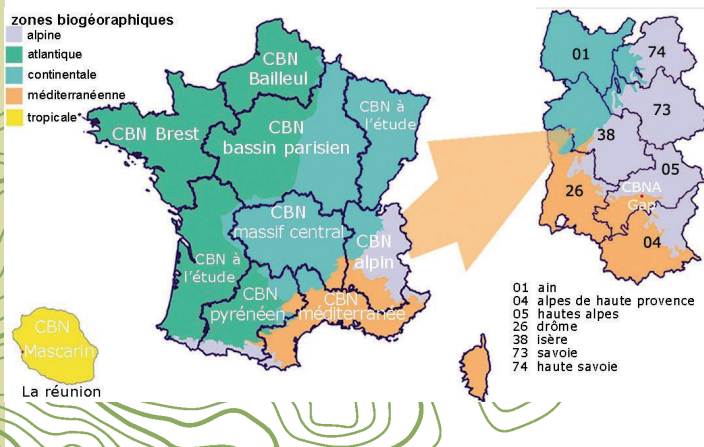 zones biogéographiques
alpine
atlantique
continentale
méditerranéenne
tropicale
CBN
Bailleul
CBN Brest
CBN
bassin parisien
CBN à
l'étude
CBN
massif central
CBN
alpin
CBN à
l'étude
CBN
pyrénéen
CBN
méditerranée
CBN
Mascarin
La réunion
01
74
73
38
05
26
CBNA
Gap
04
01 ain
04 alpes de haute provence
05 hautes alpes
26 drôme
38 isère
73 savoie
74 haute savoie